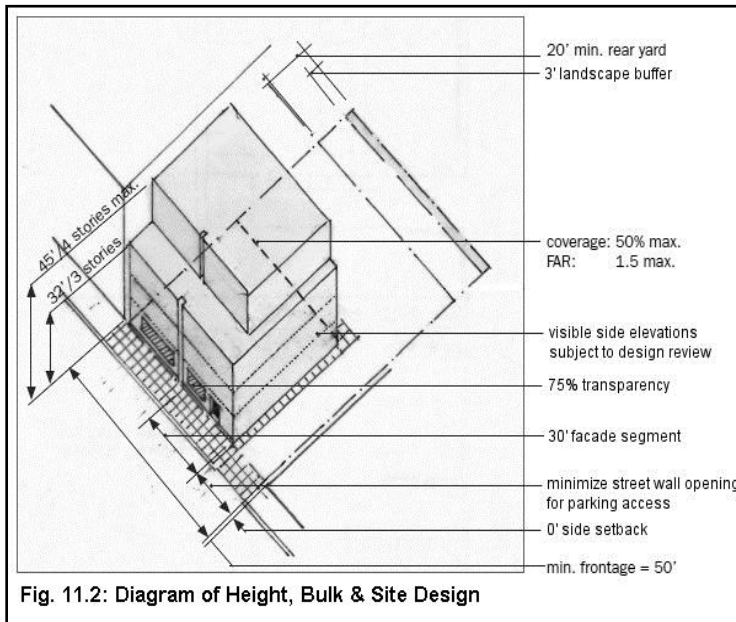 20' min. rear yard
3' landscape buffer
45'/4 stories max.
32'/3 stories
coverage: 50% max.
FAR: 1.5 max.
visible side elevations
subject to design review
75% transparency
30' facade segment
minimize street wall opening
for parking access
0' side setback
min. frontage = 50'
Fig. 11.2: Diagram of Height, Bulk & Site Design